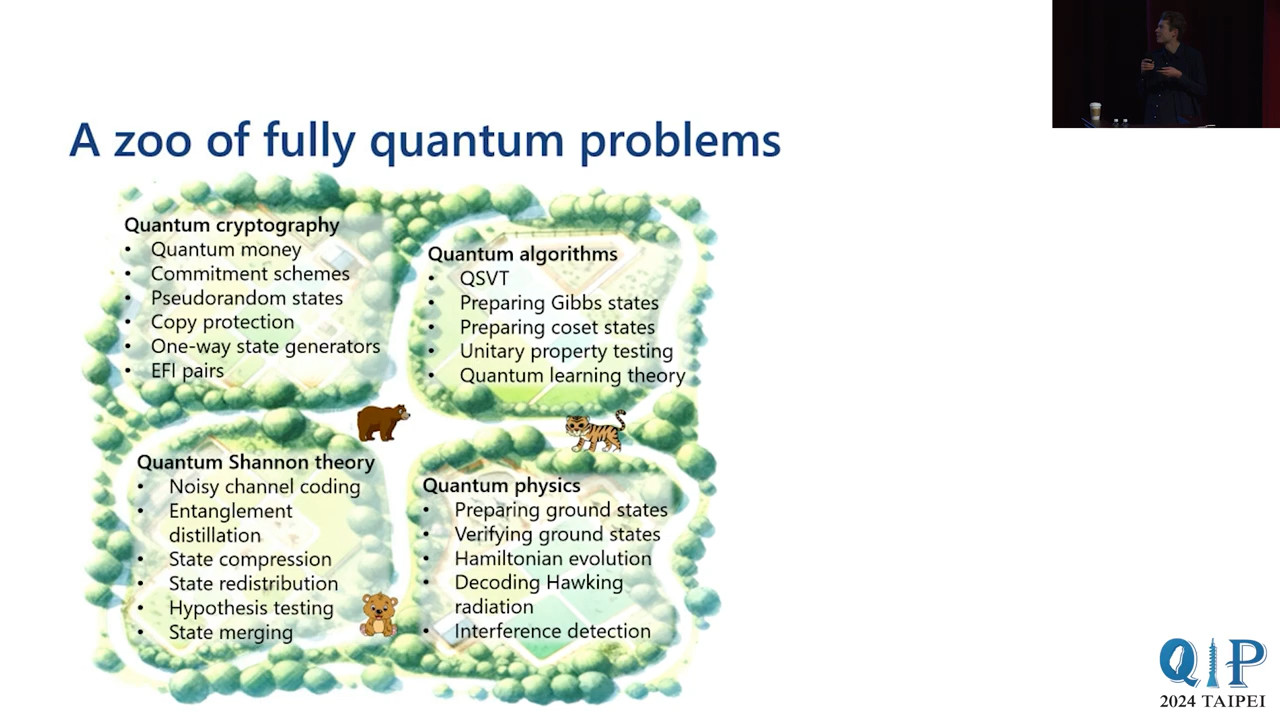 A zoo of fully quantum problems
Quantum cryptography
• Quantum money
• Commitment schemes
• Pseudorandom states
• Copy protection
• One-way state generators
• EFI pairs
Quantum algorithms
• QSVT
• Preparing Gibbs states
• Preparing coset states
• Unitary property testing
• Quantum learning theory
Quantum Shannon theory
• Noisy channel coding
• Entanglement
distillation
• State compression
• State redistribution
• Hypothesis testing
• State merging
Quantum physics
• Preparing ground states
• Verifying ground states
• Hamiltonian evolution
• Decoding Hawking
radiation
• Interference detection
QIP
2024 TAIPEI